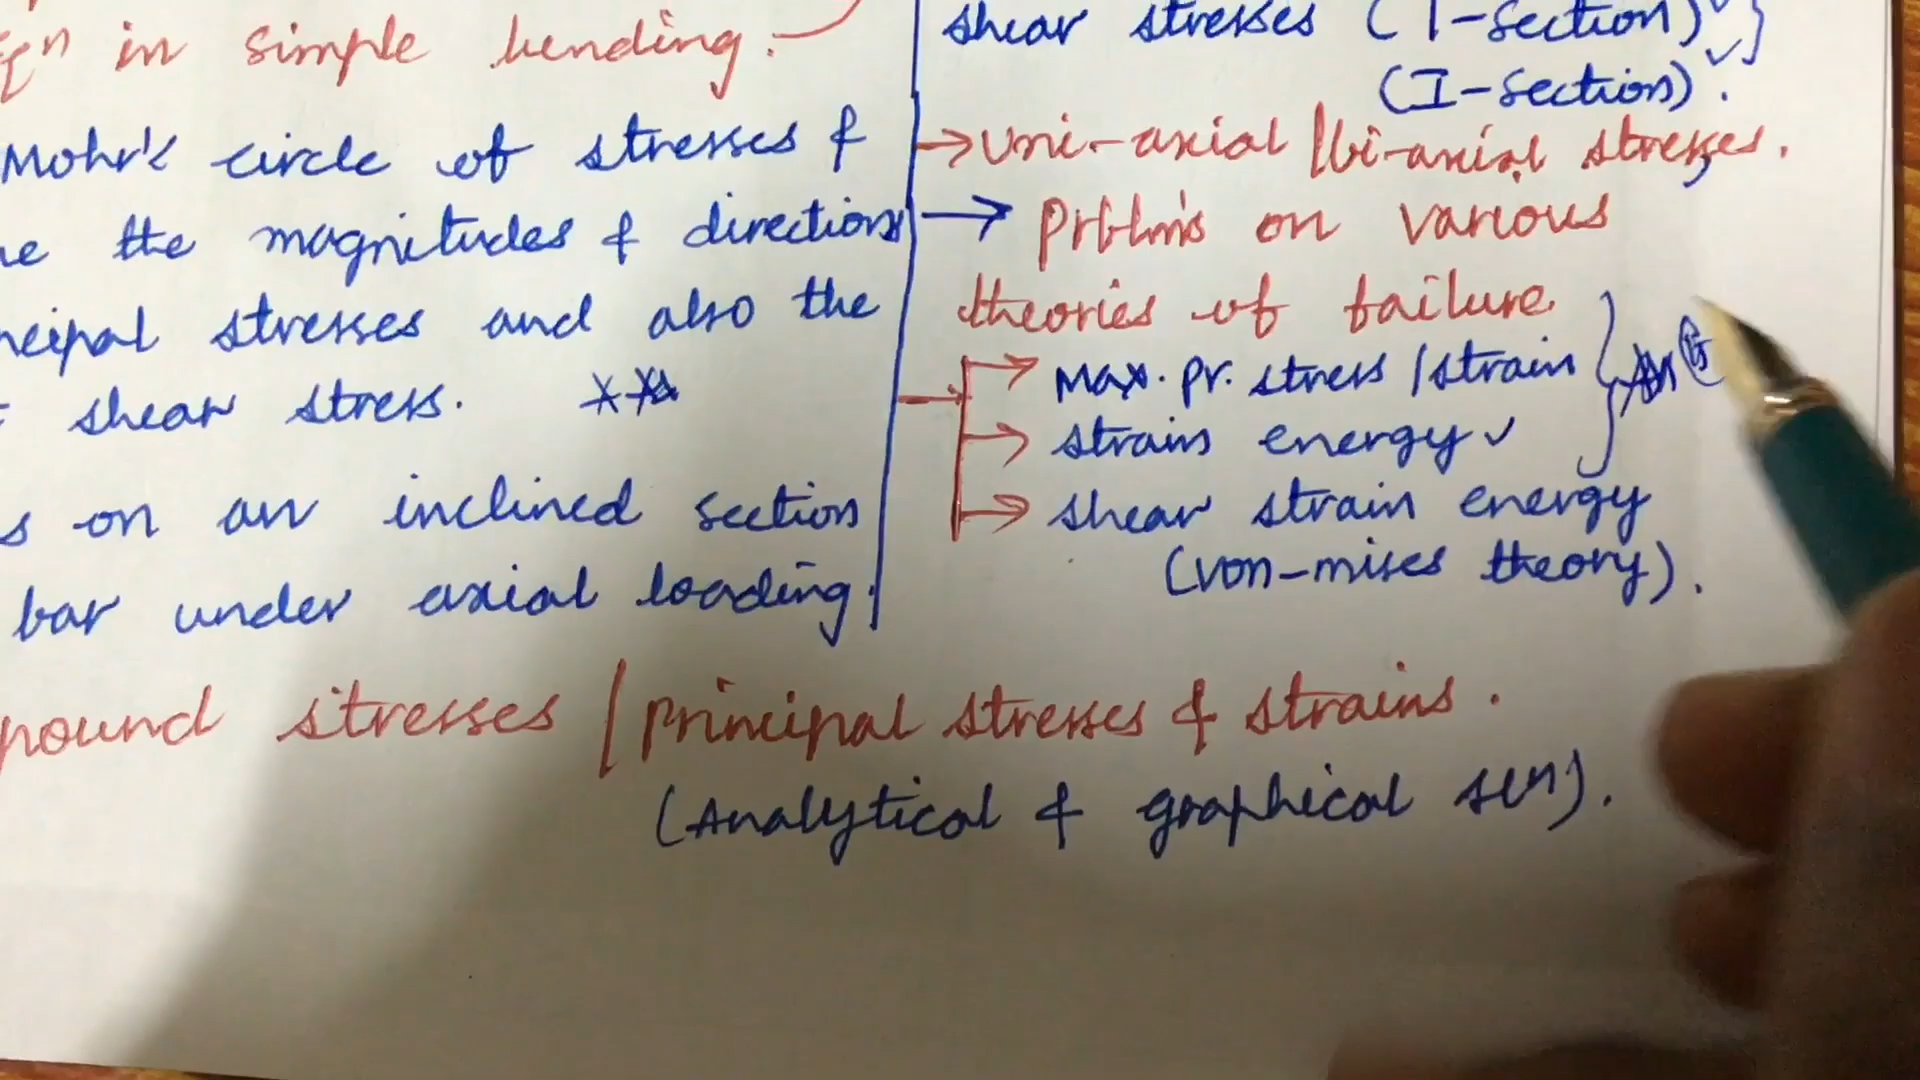 in simple bending.
Mohr's circle of stresses &
the magnitudes & directions
stresses and also the
shear stress. ***
on an inclined section
bar under axial loading.
shear stresses (T-section) ✓
(I-section). ✓
→ uni-axial / bi-axial stresses.
→ Prblms on various
theories of failure
→ Max. pr. stress / strain
→ strain energy ✓
→ shear strain energy
(von-mises theory).
pound stresses / principal stresses & strains.
(Analytical & graphical sln).